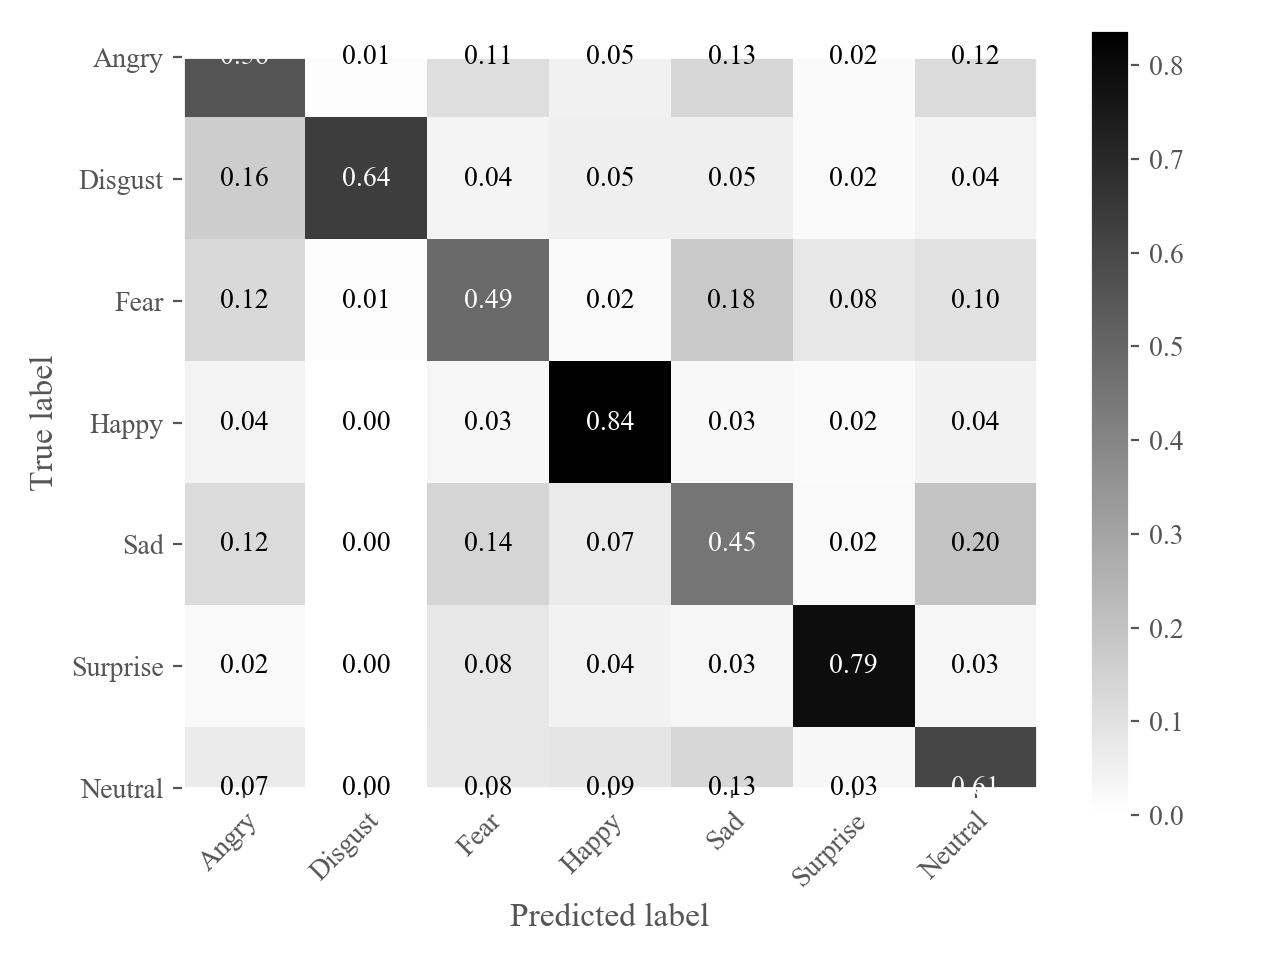 Angry 0.01 0.11 0.05 0.13 0.02 0.12
Disgust 0.16 0.64 0.04 0.05 0.05 0.02 0.04
Fear 0.12 0.01 0.49 0.02 0.18 0.08 0.10
Happy 0.04 0.00 0.03 0.84 0.03 0.02 0.04
Sad 0.12 0.00 0.14 0.07 0.45 0.02 0.20
Surprise 0.02 0.00 0.08 0.04 0.03 0.79 0.03
Neutral 0.07 0.00 0.08 0.09 0.13 0.03 0.61
Angry Disgust Fear Happy Sad Surprise Neutral
True label
Predicted label
0.8
0.7
0.6
0.5
0.4
0.3
0.2
0.1
0.0